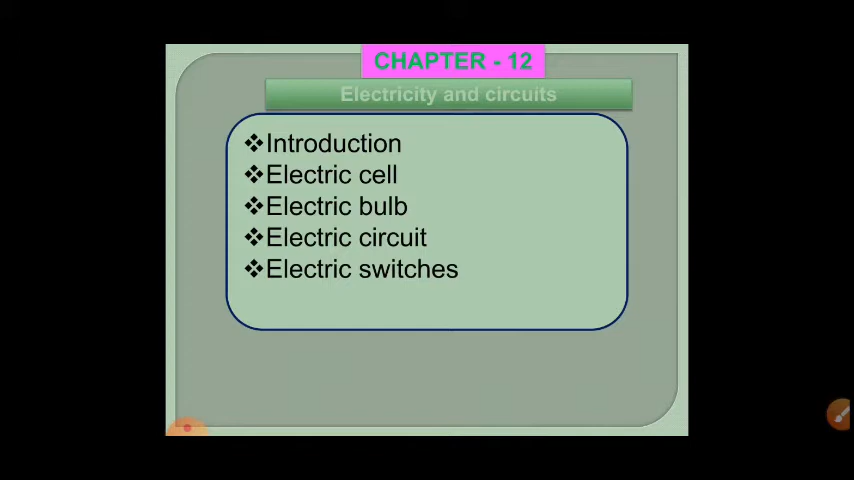 CHAPTER - 12
Electricity and circuits
❖Introduction
❖Electric cell
❖Electric bulb
❖Electric circuit
❖Electric switches